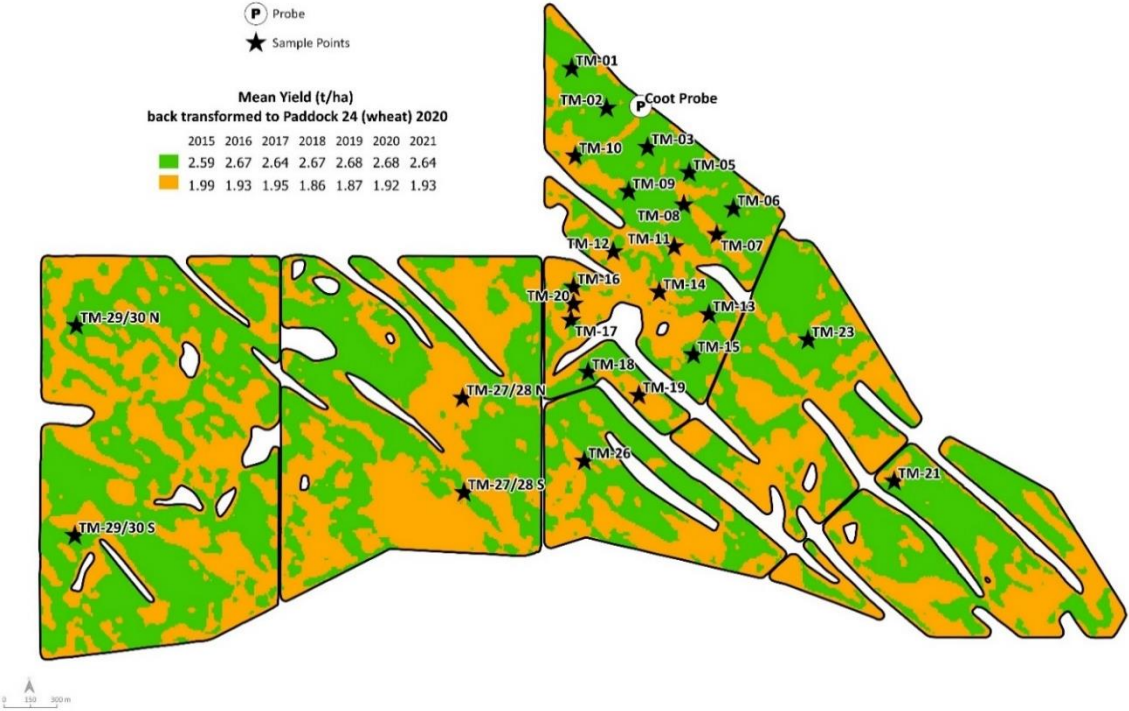 P Probe
Sample Points
Mean Yield (t/ha)
back transformed to Paddock 24 (wheat) 2020
2015 2016 2017 2018 2019 2020 2021
2.59 2.67 2.64 2.67 2.68 2.68 2.64
1.99 1.93 1.95 1.86 1.87 1.92 1.93
TM-01
TM-02
P Coot Probe
TM-03
TM-10
TM-05
TM-09
TM-08
TM-06
TM-12
TM-11
TM-07
TM-16
TM-14
TM-20
TM-13
TM-29/30 N
TM-17
TM-23
TM-15
TM-18
TM-27/28 N
TM-19
TM-26
TM-21
TM-27/28 S
TM-29/30 S
0 150 300 m